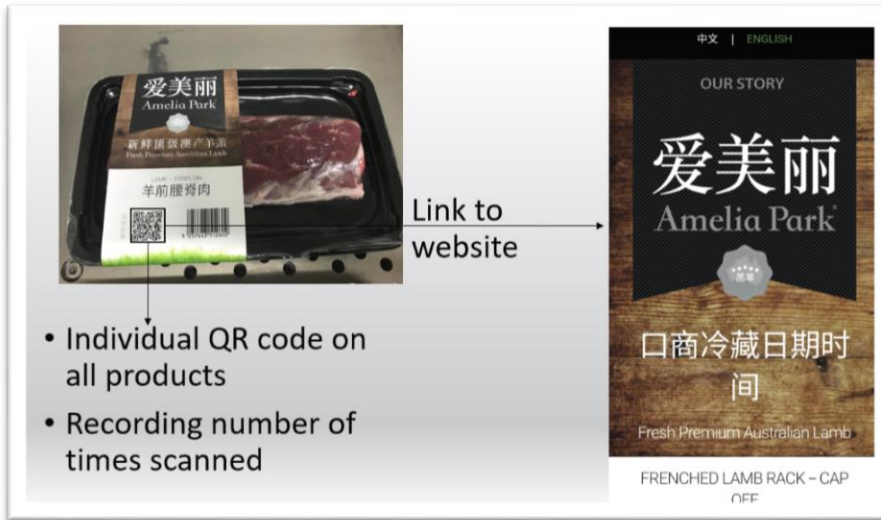 爱美丽
Amelia Park
新鲜顶级澳产羊羔
Fresh Premium Australian Lamb
LAMB - STRIPLOIN
羊前腰脊肉
Link to
website
• Individual QR code on
all products
• Recording number of
times scanned
中文 | ENGLISH
OUR STORY
爱美丽
Amelia Park
口商冷藏日期时
间
Fresh Premium Australian Lamb
FRENCHED LAMB RACK – CAP
OFF